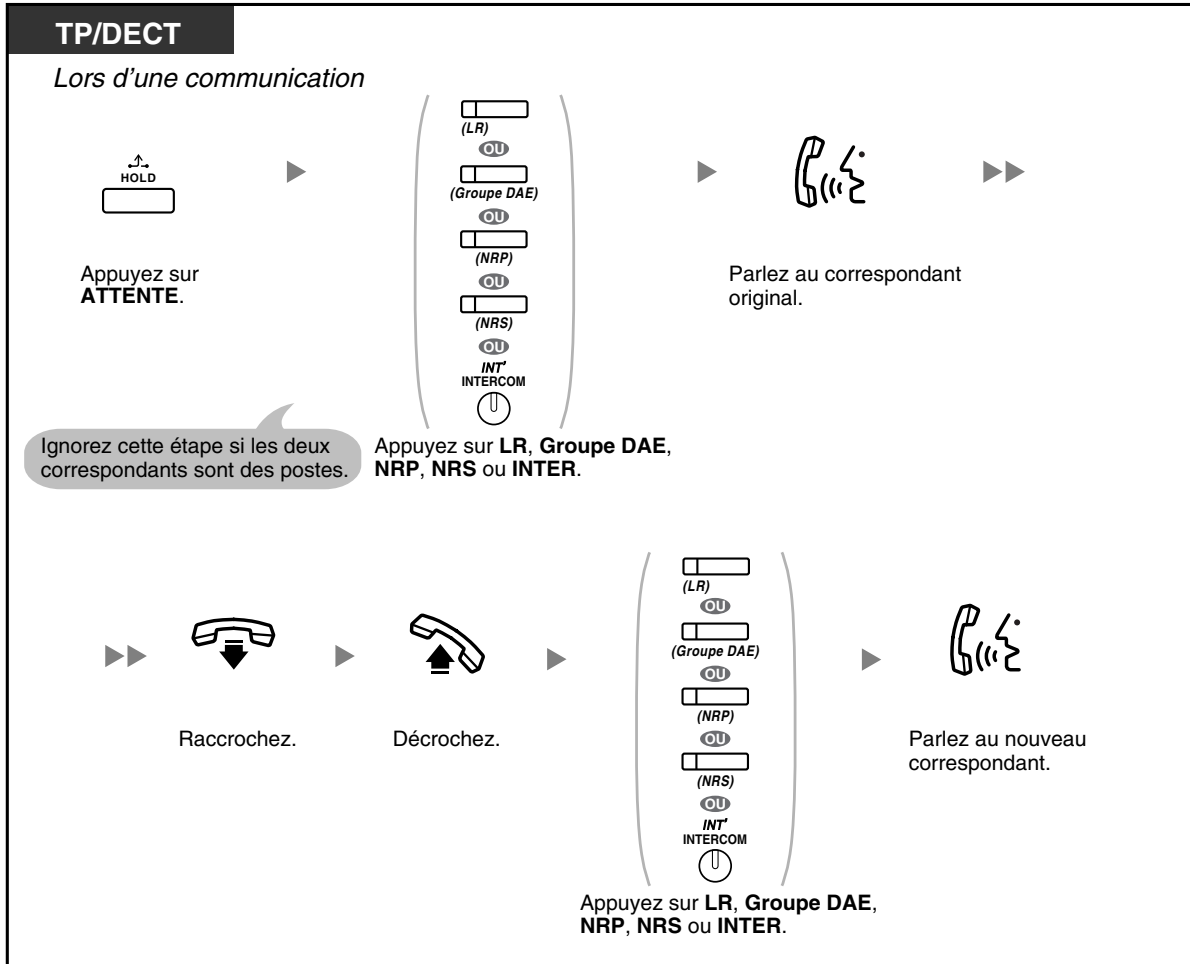 TP/DECT
Lors d'une communication
HOLD
Appuyez sur
ATTENTE.
Ignorez cette étape si les deux
correspondants sont des postes.
(LR)
OU
(Groupe DAE)
OU
(NRP)
OU
(NRS)
OU
INT'
INTERCOM
Appuyez sur LR, Groupe DAE,
NRP, NRS ou INTER.
Parlez au correspondant
original.
Raccrochez.
Décrochez.
(LR)
OU
(Groupe DAE)
OU
(NRP)
OU
(NRS)
OU
INT'
INTERCOM
Appuyez sur LR, Groupe DAE,
NRP, NRS ou INTER.
Parlez au nouveau
correspondant.